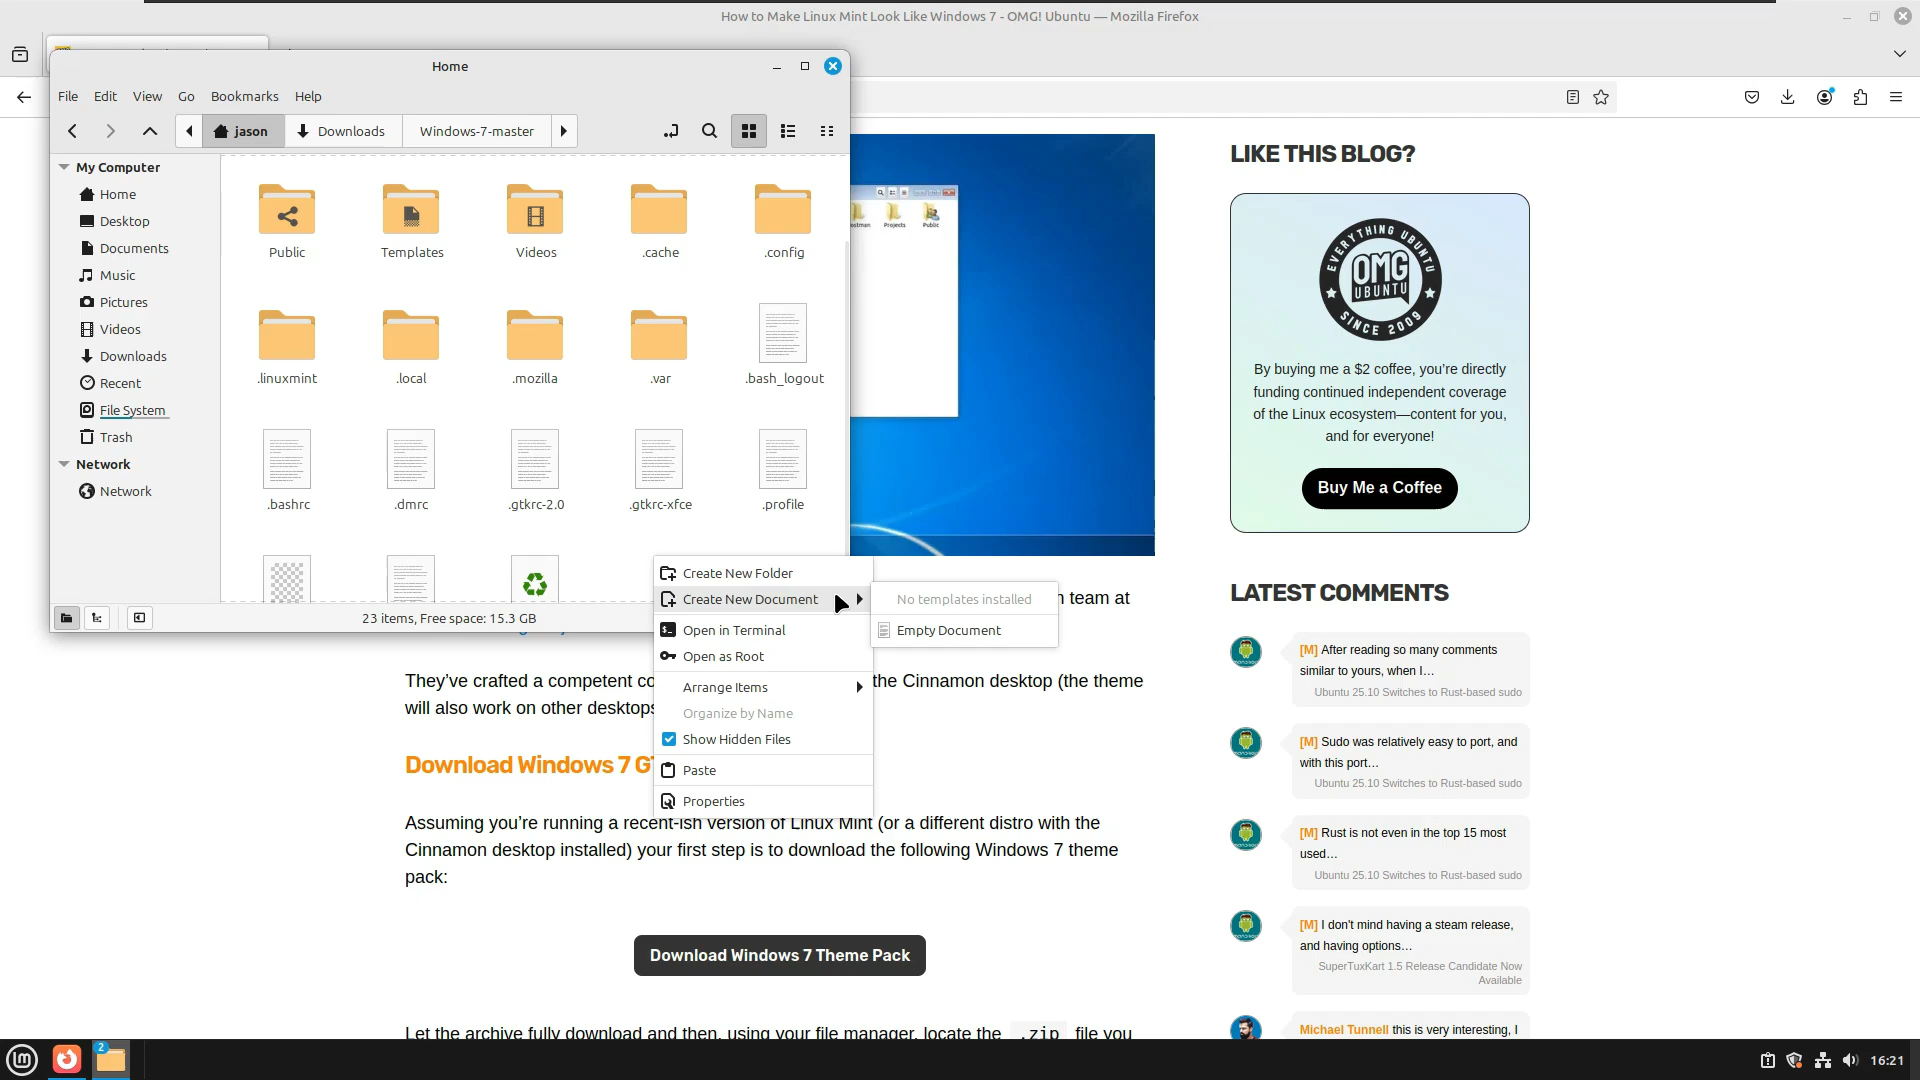 How to Make Linux Mint Look Like Windows 7 - OMG! Ubuntu — Mozilla Firefox
Home
File Edit View Go Bookmarks Help
jason Downloads Windows-7-master
My Computer
Home
Desktop
Documents
Music
Pictures
Videos
Downloads
Recent
File System
Trash
Network
Network
Public Templates Videos .cache .config
.linuxmint .local .mozilla .var .bash_logout
.bashrc .dmrc .gtkrc-2.0 .gtkrc-xfce .profile
23 items, Free space: 15.3 GB
Create New Folder
Create New Document
Open in Terminal
Open as Root
Arrange Items
Organize by Name
Show Hidden Files
Paste
Properties
No templates installed
Empty Document
Projects Public
team at
They’ve crafted a competent co the Cinnamon desktop (the theme
will also work on other desktops
Download Windows 7 G
Assuming you’re running a recent-ish version of Linux Mint (or a different distro with the
Cinnamon desktop installed) your first step is to download the following Windows 7 theme
pack:
Download Windows 7 Theme Pack
Let the archive fully download and then, using your file manager, locate the .zip file you
LIKE THIS BLOG?
EVERYTHING UBUNTU
OMG
UBUNTU
SINCE 2009
By buying me a $2 coffee, you’re directly
funding continued independent coverage
of the Linux ecosystem—content for you,
and for everyone!
Buy Me a Coffee
LATEST COMMENTS
[M] After reading so many comments
similar to yours, when I…
Ubuntu 25.10 Switches to Rust-based sudo
[M] Sudo was relatively easy to port, and
with this port…
Ubuntu 25.10 Switches to Rust-based sudo
[M] Rust is not even in the top 15 most
used…
Ubuntu 25.10 Switches to Rust-based sudo
[M] I don't mind having a steam release,
and having options…
SuperTuxKart 1.5 Release Candidate Now
Available
Michael Tunnell this is very interesting, I
2
16:21